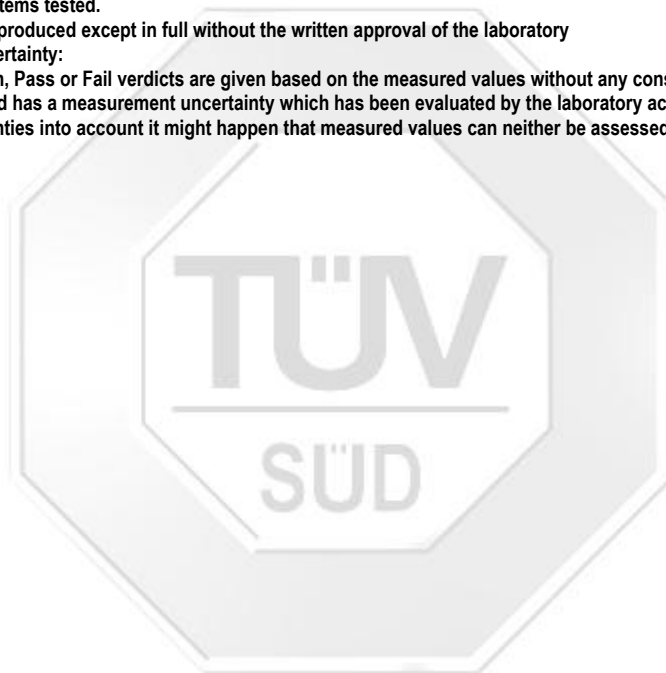 tems tested.
produced except in full without the written approval of the laboratory
ertainty:
n, Pass or Fail verdicts are given based on the measured values without any cons
d has a measurement uncertainty which has been evaluated by the laboratory ac
nties into account it might happen that measured values can neither be assessed
TÜV
SÜD